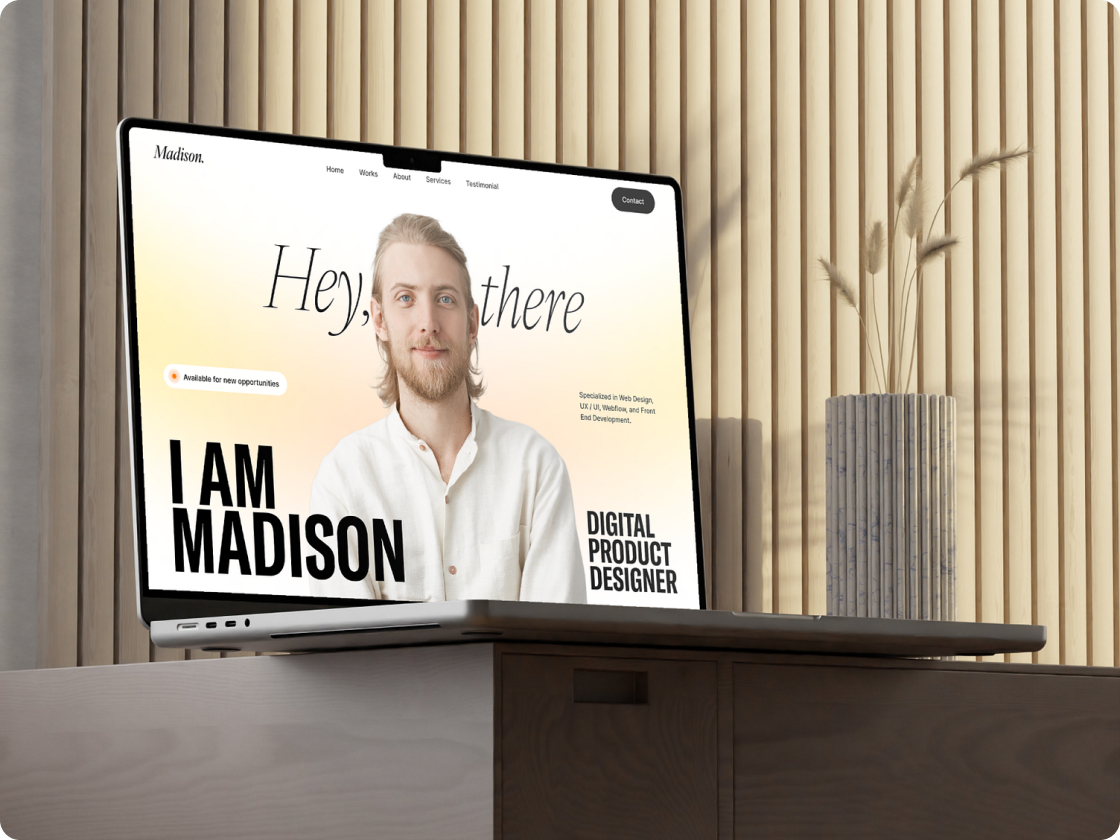 Madison.
Home Works About Services Testimonial
Contact
Hey, there
Available for new opportunities
Specialized in Web Design,
UX / UI, Webflow, and Front
End Development.
I AM
MADISON
DIGITAL
PRODUCT
DESIGNER